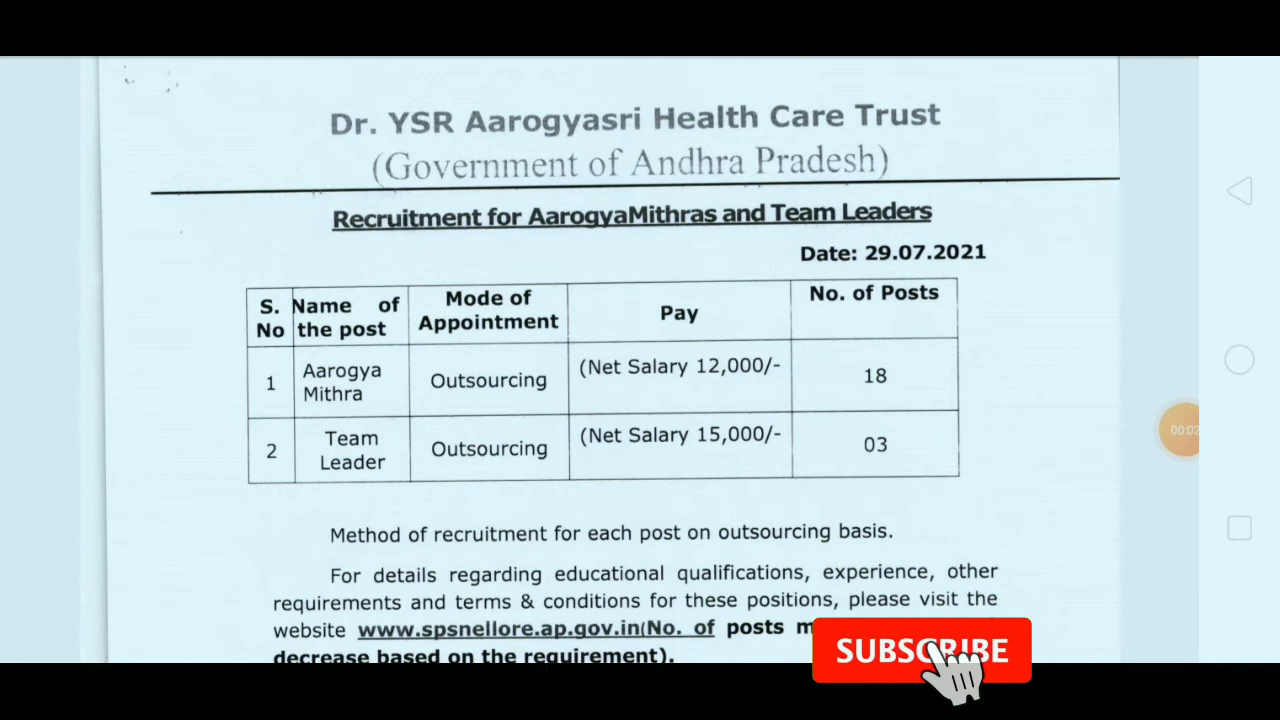 Dr. YSR Aarogyasri Health Care Trust
(Government of Andhra Pradesh)
Recruitment for AarogyaMithras and Team Leaders
Date: 29.07.2021
S. No Name of the post Mode of Appointment Pay No. of Posts
1 Aarogya Mithra Outsourcing (Net Salary 12,000/- 18
2 Team Leader Outsourcing (Net Salary 15,000/- 03
Method of recruitment for each post on outsourcing basis.
For details regarding educational qualifications, experience, other
requirements and terms & conditions for these positions, please visit the
website www.spsnellore.ap.gov.in(No. of posts
decrease based on the requirement).
SUBSCRIBE
00:02